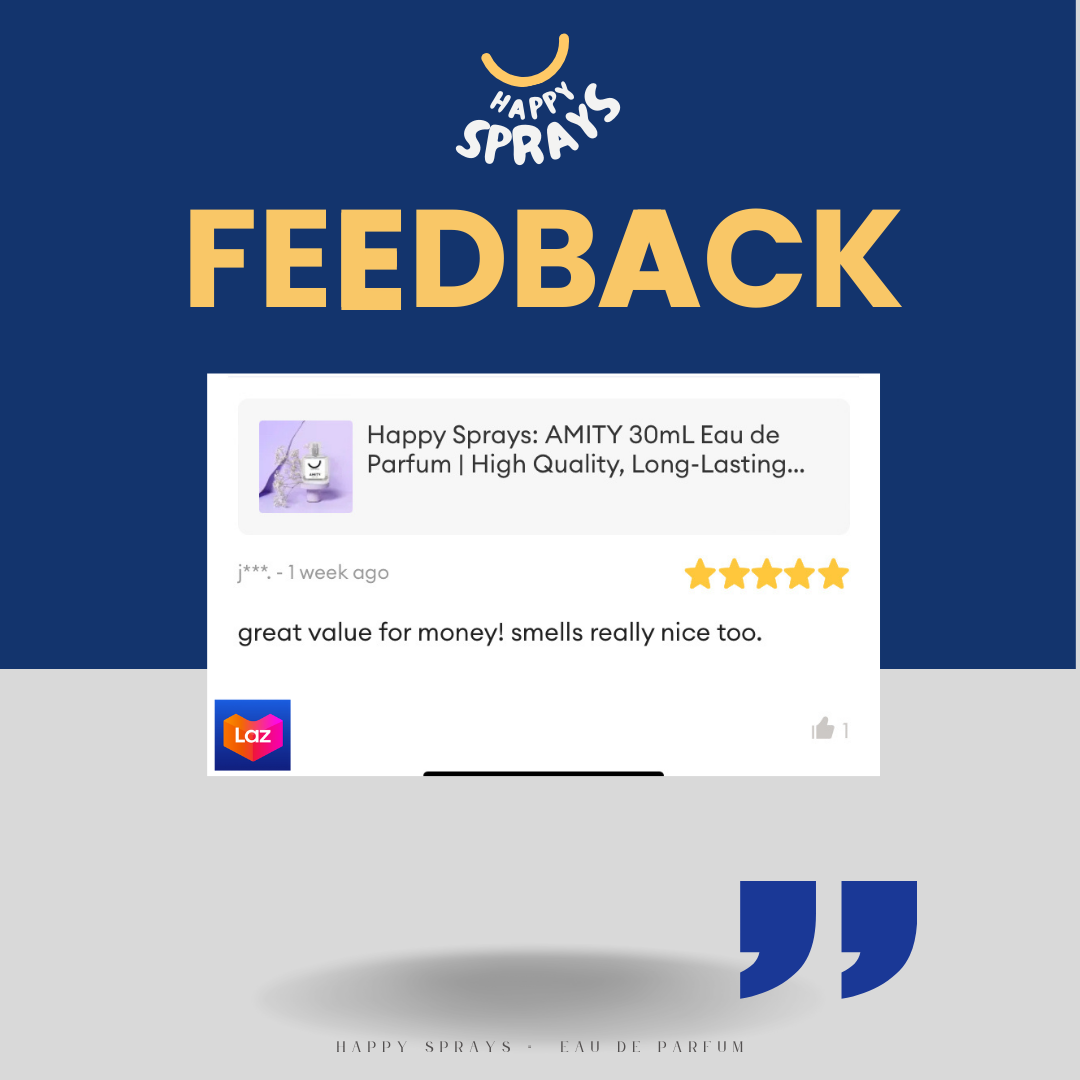 HAPPY
SPRAYS
FEEDBACK
Happy Sprays: AMITY 30mL Eau de
Parfum | High Quality, Long-Lasting...
AMITY
j***. - 1 week ago
great value for money! smells really nice too.
Laz
1
HAPPY SPRAYS - EAU DE PARFUM